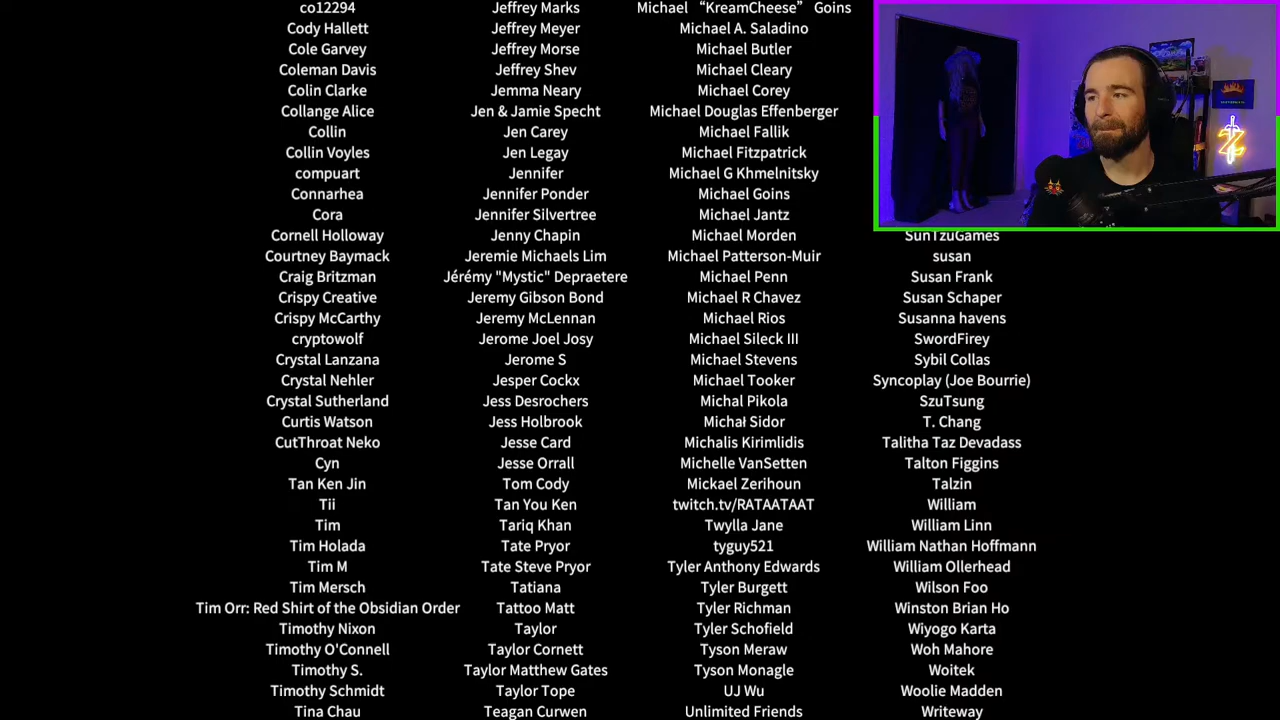 co12294
Cody Hallett
Cole Garvey
Coleman Davis
Colin Clarke
Collange Alice
Collin
Collin Voyles
compuart
Connarhea
Cora
Cornell Holloway
Courtney Baymack
Craig Britzman
Crispy Creative
Crispy McCarthy
cryptowolf
Crystal Lanzana
Crystal Nehler
Crystal Sutherland
Curtis Watson
CutThroat Neko
Cyn
Tan Ken Jin
Tii
Tim
Tim Holada
Tim M
Tim Mersch
Tim Orr: Red Shirt of the Obsidian Order
Timothy Nixon
Timothy O'Connell
Timothy S.
Timothy Schmidt
Tina Chau
Jeffrey Marks
Jeffrey Meyer
Jeffrey Morse
Jeffrey Shev
Jemma Neary
Jen & Jamie Specht
Jen Carey
Jen Legay
Jennifer
Jennifer Ponder
Jennifer Silvertree
Jenny Chapin
Jeremie Michaels Lim
Jérémy "Mystic" Depraetere
Jeremy Gibson Bond
Jeremy McLennan
Jerome Joel Josy
Jerome S
Jesper Cockx
Jess Desrochers
Jess Holbrook
Jesse Card
Jesse Orrall
Tom Cody
Tan You Ken
Tariq Khan
Tate Pryor
Tate Steve Pryor
Tatiana
Tattoo Matt
Taylor
Taylor Cornett
Taylor Matthew Gates
Taylor Tope
Teagan Curwen
Michael “KreamCheese” Goins
Michael A. Saladino
Michael Butler
Michael Cleary
Michael Corey
Michael Douglas Effenberger
Michael Fallik
Michael Fitzpatrick
Michael G Khmelnitsky
Michael Goins
Michael Jantz
Michael Morden
Michael Patterson-Muir
Michael Penn
Michael R Chavez
Michael Rios
Michael Sileck III
Michael Stevens
Michael Tooker
Michal Pikola
Michał Sidor
Michalis Kirimlidis
Michelle VanSetten
Mickael Zerihoun
twitch.tv/RATAATAAT
Twylla Jane
tyguy521
Tyler Anthony Edwards
Tyler Burgett
Tyler Richman
Tyler Schofield
Tyson Meraw
Tyson Monagle
UJ Wu
Unlimited Friends
SunTzuGames
susan
Susan Frank
Susan Schaper
Susanna havens
SwordFirey
Sybil Collas
Syncoplay (Joe Bourrie)
SzuTsung
T. Chang
Talitha Taz Devadass
Talton Figgins
Talzin
William
William Linn
William Nathan Hoffmann
William Ollerhead
Wilson Foo
Winston Brian Ho
Wiyogo Karta
Woh Mahore
Woitek
Woolie Madden
Writeway